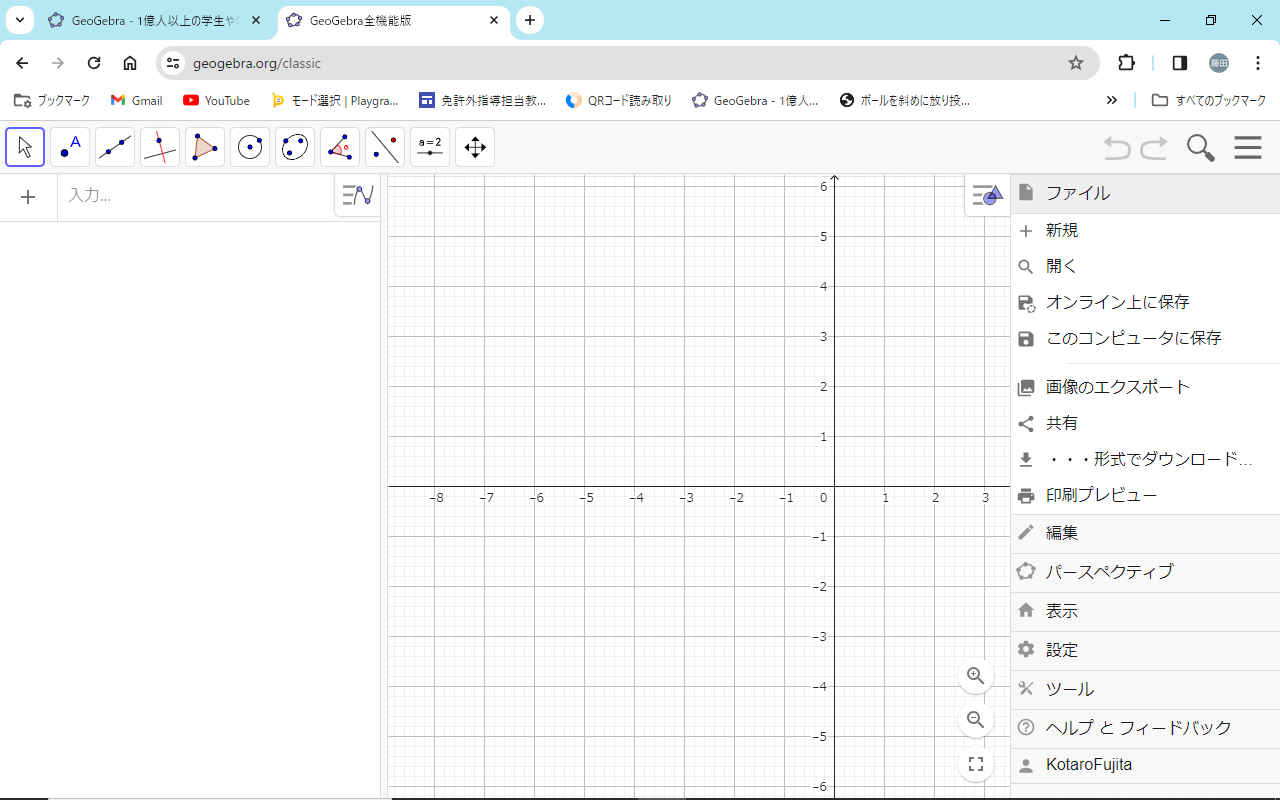 GeoGebra - 1億人以上の学生や
GeoGebra全機能版
geogebra.org/classic
藤田
ブックマーク
Gmail
YouTube
モード選択 | Playgra...
免許外指導担当教...
QRコード読み取り
GeoGebra - 1億人...
ボールを斜めに放り投...
すべてのブックマーク
A
a=2
入力...
6
5
4
3
2
1
-8 -7 -6 -5 -4 -3 -2 -1 0 1 2 3
-1
-2
-3
-4
-5
-6
ファイル
新規
開く
オンライン上に保存
このコンピュータに保存
画像のエクスポート
共有
・・・形式でダウンロード...
印刷プレビュー
編集
パースペクティブ
表示
設定
ツール
ヘルプ と フィードバック
KotaroFujita